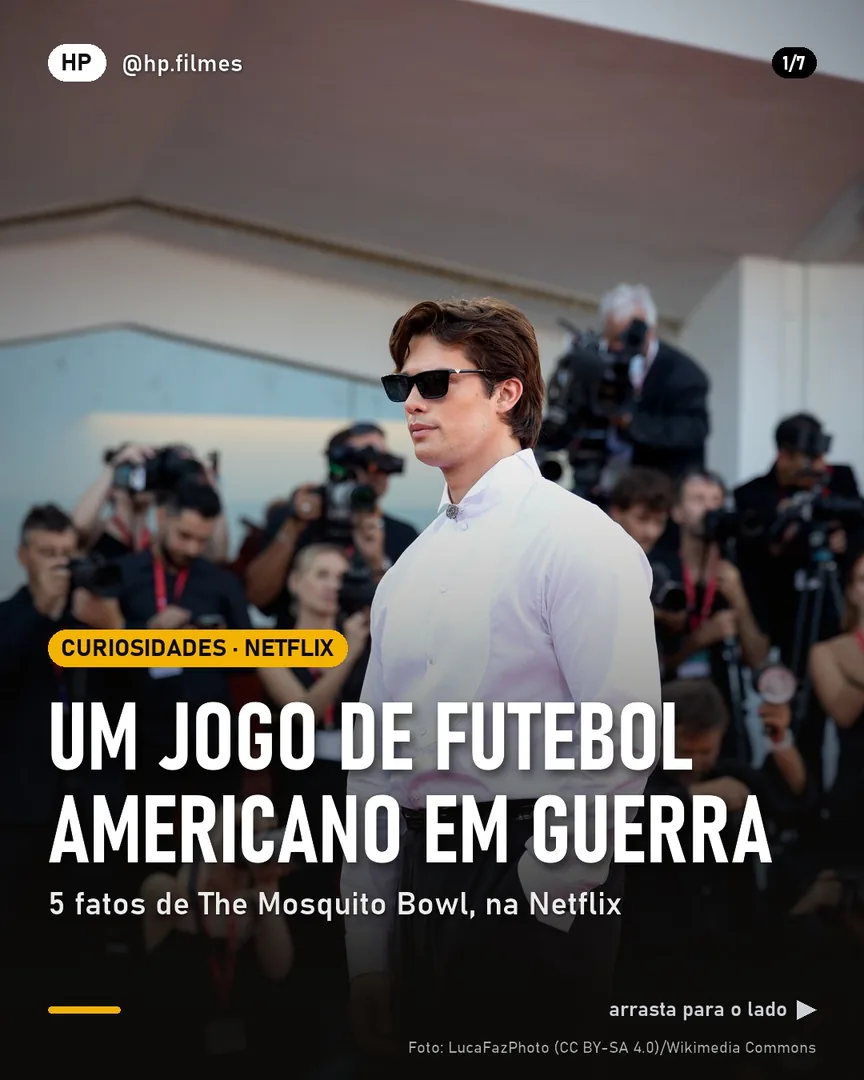 HP @hp.filmes 1/7
CURIOSIDADES · NETFLIX
UM JOGO DE FUTEBOL
AMERICANO EM GUERRA
5 fatos de The Mosquito Bowl, na Netflix
arrasta para o lado ▶
Foto: LucaFazPhoto (CC BY-SA 4.0)/Wikimedia Commons